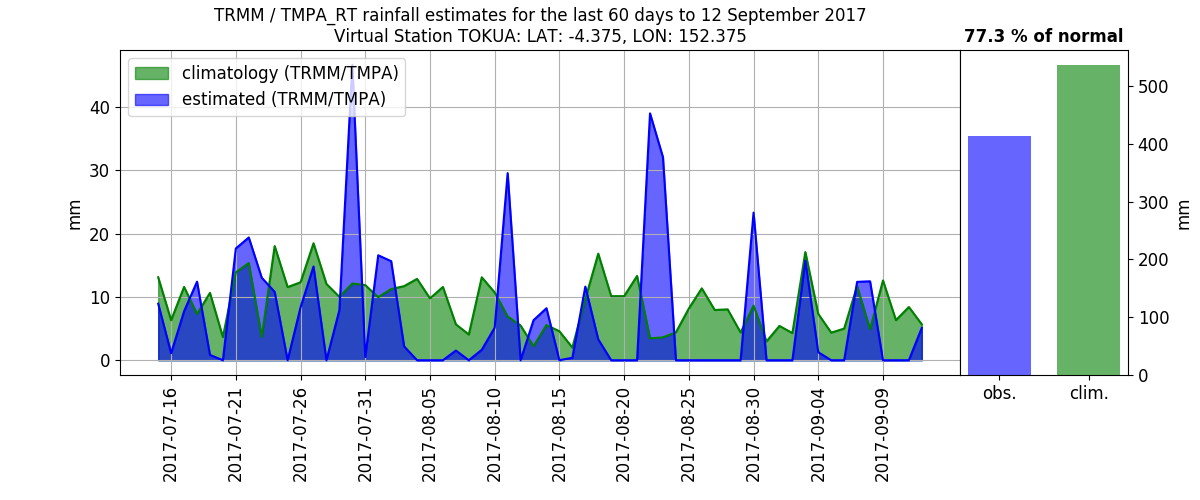 TRMM / TMPA_RT rainfall estimates for the last 60 days to 12 September 2017
Virtual Station TOKUA: LAT: -4.375, LON: 152.375
77.3 % of normal
climatology (TRMM/TMPA)
estimated (TRMM/TMPA)
mm
40
30
20
10
0
2017-07-16
2017-07-21
2017-07-26
2017-07-31
2017-08-05
2017-08-10
2017-08-15
2017-08-20
2017-08-25
2017-08-30
2017-09-04
2017-09-09
500
400
300
200
100
0
mm
obs.
clim.